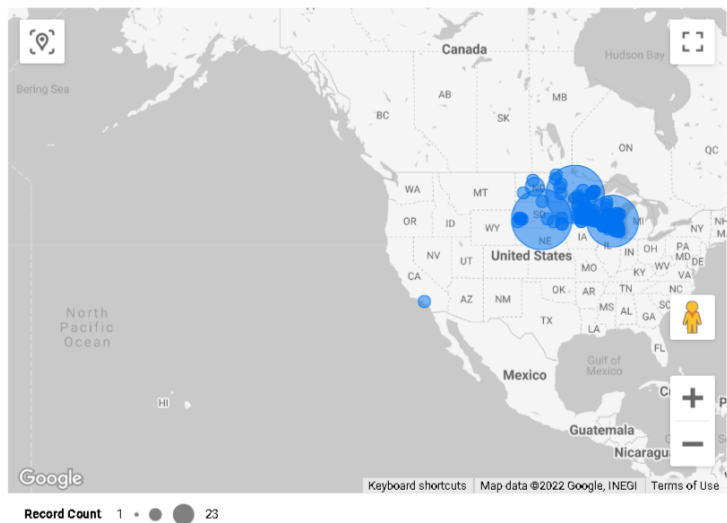 Canada
Hudson Bay
Bering Sea
AB
MB
BC
SK
ON
QC
WA
MT
ND
OR
ID
SD
MI
WY
NY
NH
NE
IA
IL
IN
OH
PA
MD
DE
NV
UT
United States
MO
KY
WV
VA
CA
AZ
NM
OK
AR
TN
NC
MS
AL
SC
GA
TX
LA
North
Pacific
Ocean
FL
Gulf of
Mexico
Mexico
HI
Guatemala
Nicaragu
Google
Keyboard shortcuts
Map data ©2022 Google, INEGI
Terms of Use
Record Count 1 23